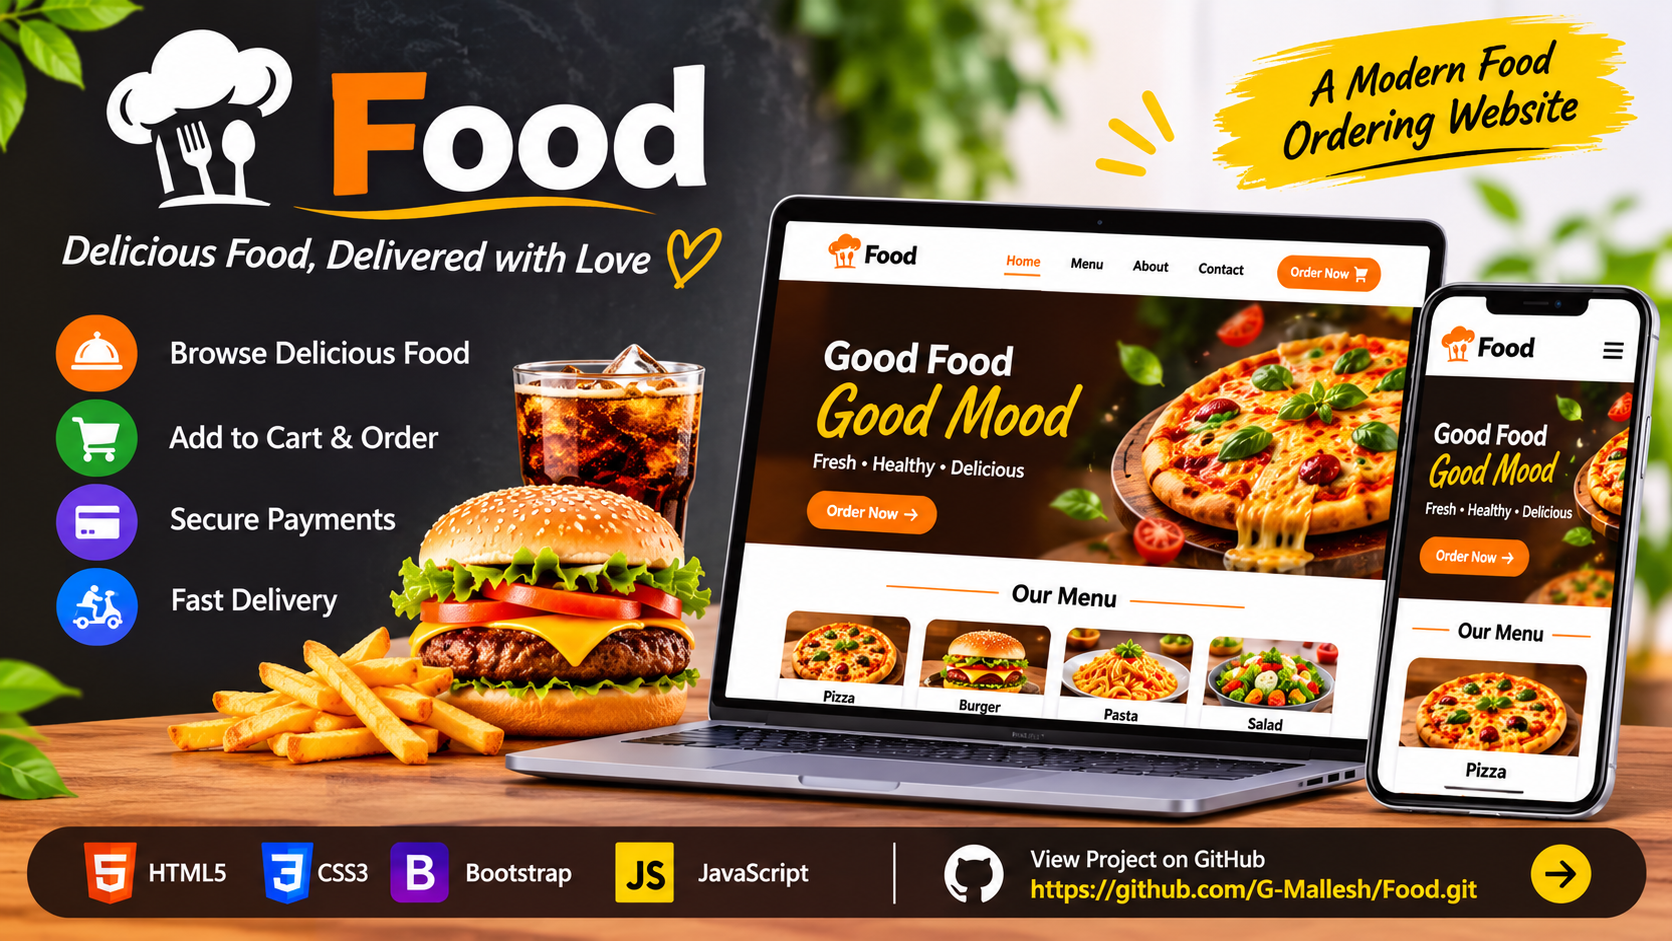 Food
Delicious Food, Delivered with Love
Browse Delicious Food
Add to Cart & Order
Secure Payments
Fast Delivery
A Modern Food
Ordering Website
Food
Home Menu About Contact Order Now
Good Food
Good Mood
Fresh • Healthy • Delicious
Order Now →
Our Menu
Pizza Burger Pasta Salad
Food
Good Food
Good Mood
Fresh • Healthy • Delicious
Order Now →
Our Menu
Pizza
5 HTML5 3 CSS3 B Bootstrap JS JavaScript
View Project on GitHub
https://github.com/G-Mallesh/Food.git